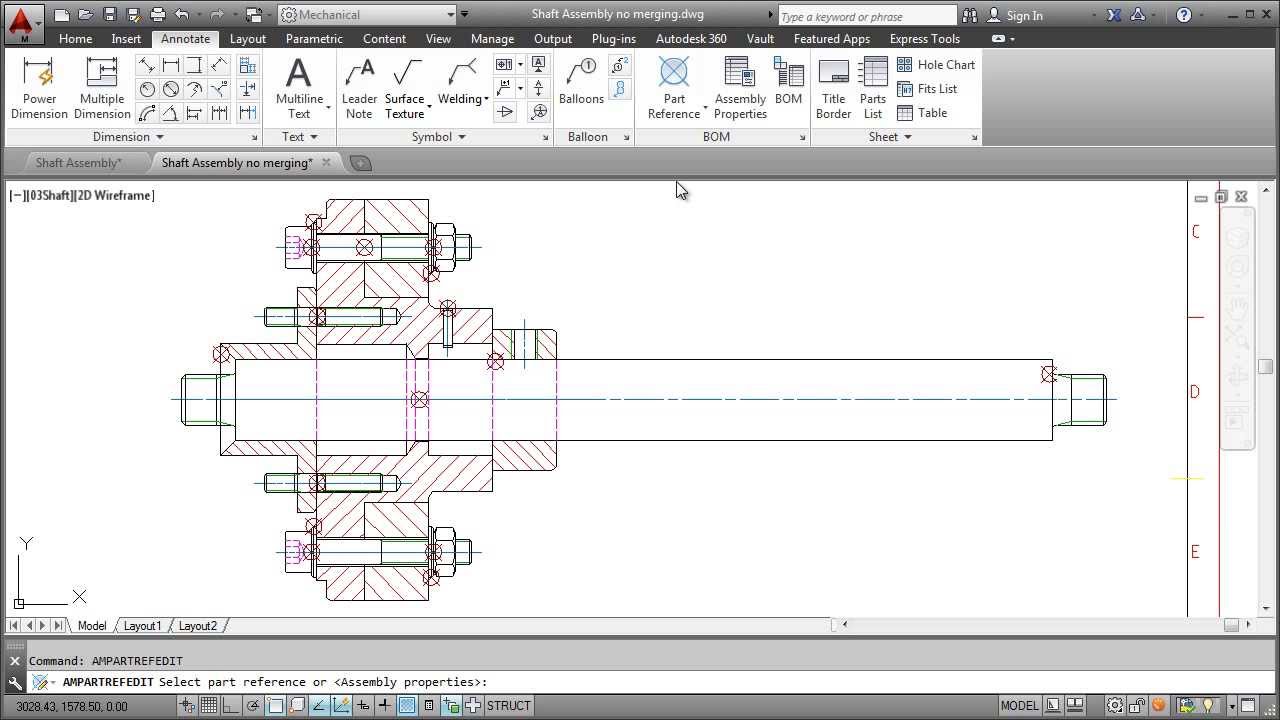 Mechanical
Shaft Assembly no merging.dwg
Type a keyword or phrase
Sign In
M
Home
Insert
Annotate
Layout
Parametric
Content
View
Manage
Output
Plug-ins
Autodesk 360
Vault
Featured Apps
Express Tools
Power
Dimension
Multiple
Dimension
Multiline
Text
Leader
Note
Surface
Texture
Welding
Balloons
Part
Reference
Assembly
Properties
BOM
Title
Border
Parts
List
Hole Chart
Fits List
Table
Dimension
Text
Symbol
Balloon
BOM
Sheet
Shaft Assembly*
Shaft Assembly no merging*
[−][03Shaft][2D Wireframe]
C
D
E
Y
X
Model
Layout1
Layout2
Command: AMPARTREFEDIT
AMPARTREFEDIT Select part reference or <Assembly properties>:
3028.43, 1578.50, 0.00
STRUCT
MODEL